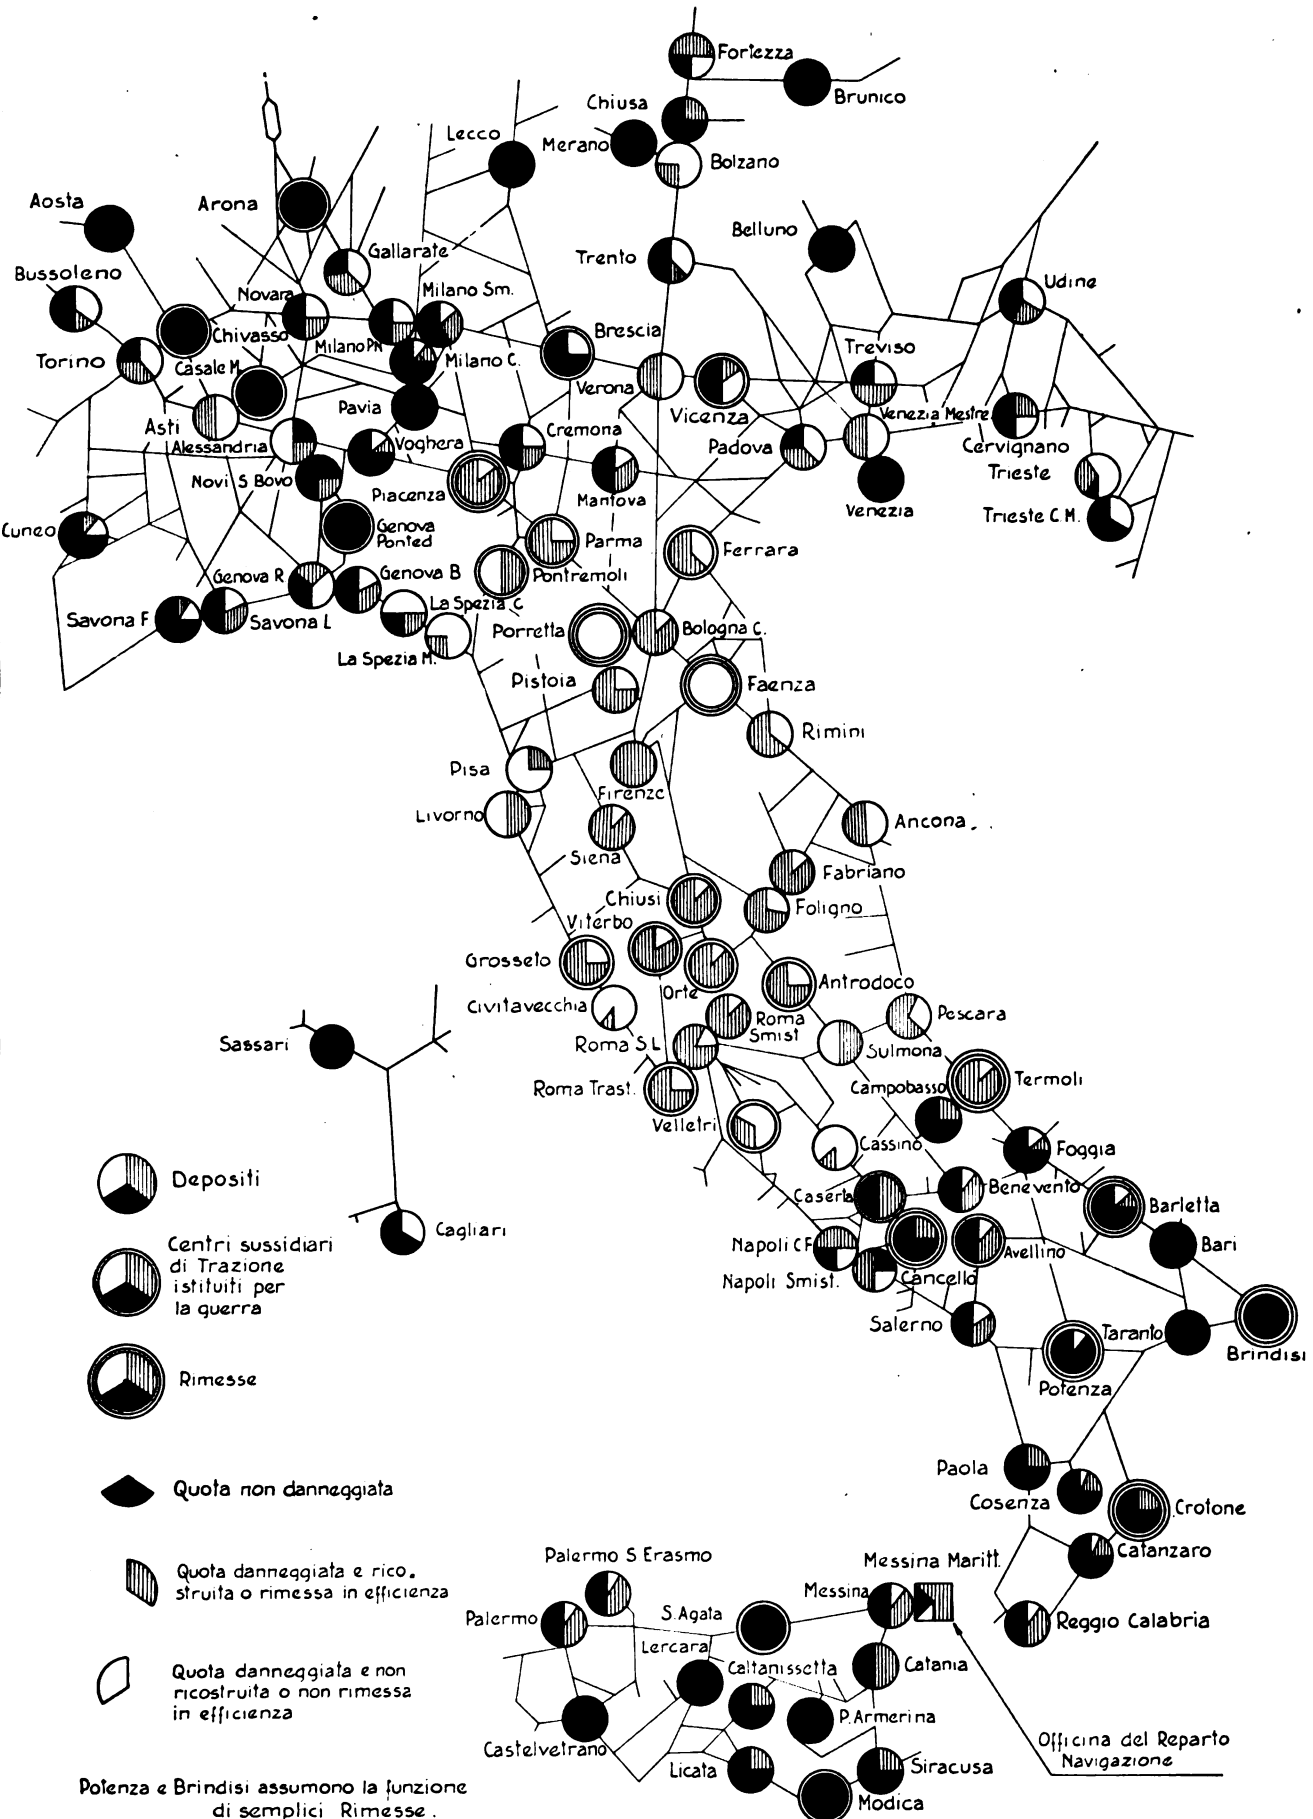 Fortezza
Brunico
Chiusa
Merano
Bolzano
Lecco
Aosta
Arona
Belluno
Trento
Gallarate
Bussoleno
Udine
Novara
Milano Sm.
Chivasso
Milano PN
Brescia
Treviso
Torino
Casale M.
Milano C.
Verona
Vicenza
Pavia
Venezia Mestre
Asti
Alessandria
Voghera
Cremona
Padova
Cervignano
Trieste
Novi S Bovo
Piacenza
Mantova
Venezia
Trieste C.M.
Cuneo
Genova
Ponted
Parma
Ferrara
Genova R
Genova B
Pontremoli
Savona F
Savona L
La Spezia C
Porretta
Bologna C.
La Spezia M.
Pistoia
Faenza
Rimini
Pisa
Firenze
Livorno
Ancona
Siena
Fabriano
Chiusi
Foligno
Viterbo
Grosseto
Orte
Antrodoco
Civitavecchia
Roma
Smist
Pescara
Sassari
Roma S L
Sulmona
Roma Trast.
Campobasso
Termoli
Velletri
Cassino
Foggia
Caserta
Benevento
Barletta
Cagliari
Napoli CF
Avellino
Bari
Napoli Smist.
Cancello
Salerno
Taranto
Brindisi
Potenza
Paola
Cosenza
Crotone
Catanzaro
Reggio Calabria
Depositi
Centri sussidiari
di Trazione
istituiti per
la guerra
Rimesse
Quota non danneggiata
Quota danneggiata e rico.
struita o rimessa in efficienza
Quota danneggiata e non
ricostruita o non rimessa
in efficienza
Potenza e Brindisi assumono la funzione
di semplici Rimesse.
Palermo S Erasmo
Messina Maritt.
Messina
Palermo
S. Agata
Lercara
Caltanissetta
Catania
P. Armerina
Castelvetrano
Licata
Siracusa
Modica
Officina del Reparto
Navigazione